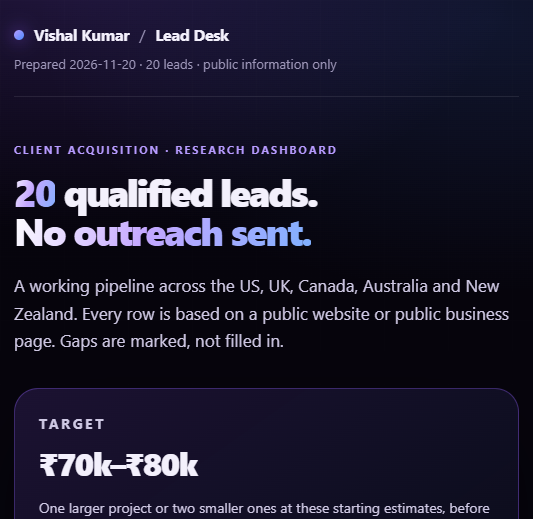 Vishal Kumar / Lead Desk
Prepared 2026-11-20 · 20 leads · public information only
CLIENT ACQUISITION · RESEARCH DASHBOARD
20 qualified leads.
No outreach sent.
A working pipeline across the US, UK, Canada, Australia and New
Zealand. Every row is based on a public website or public business
page. Gaps are marked, not filled in.
TARGET
₹70k–₹80k
One larger project or two smaller ones at these starting estimates, before